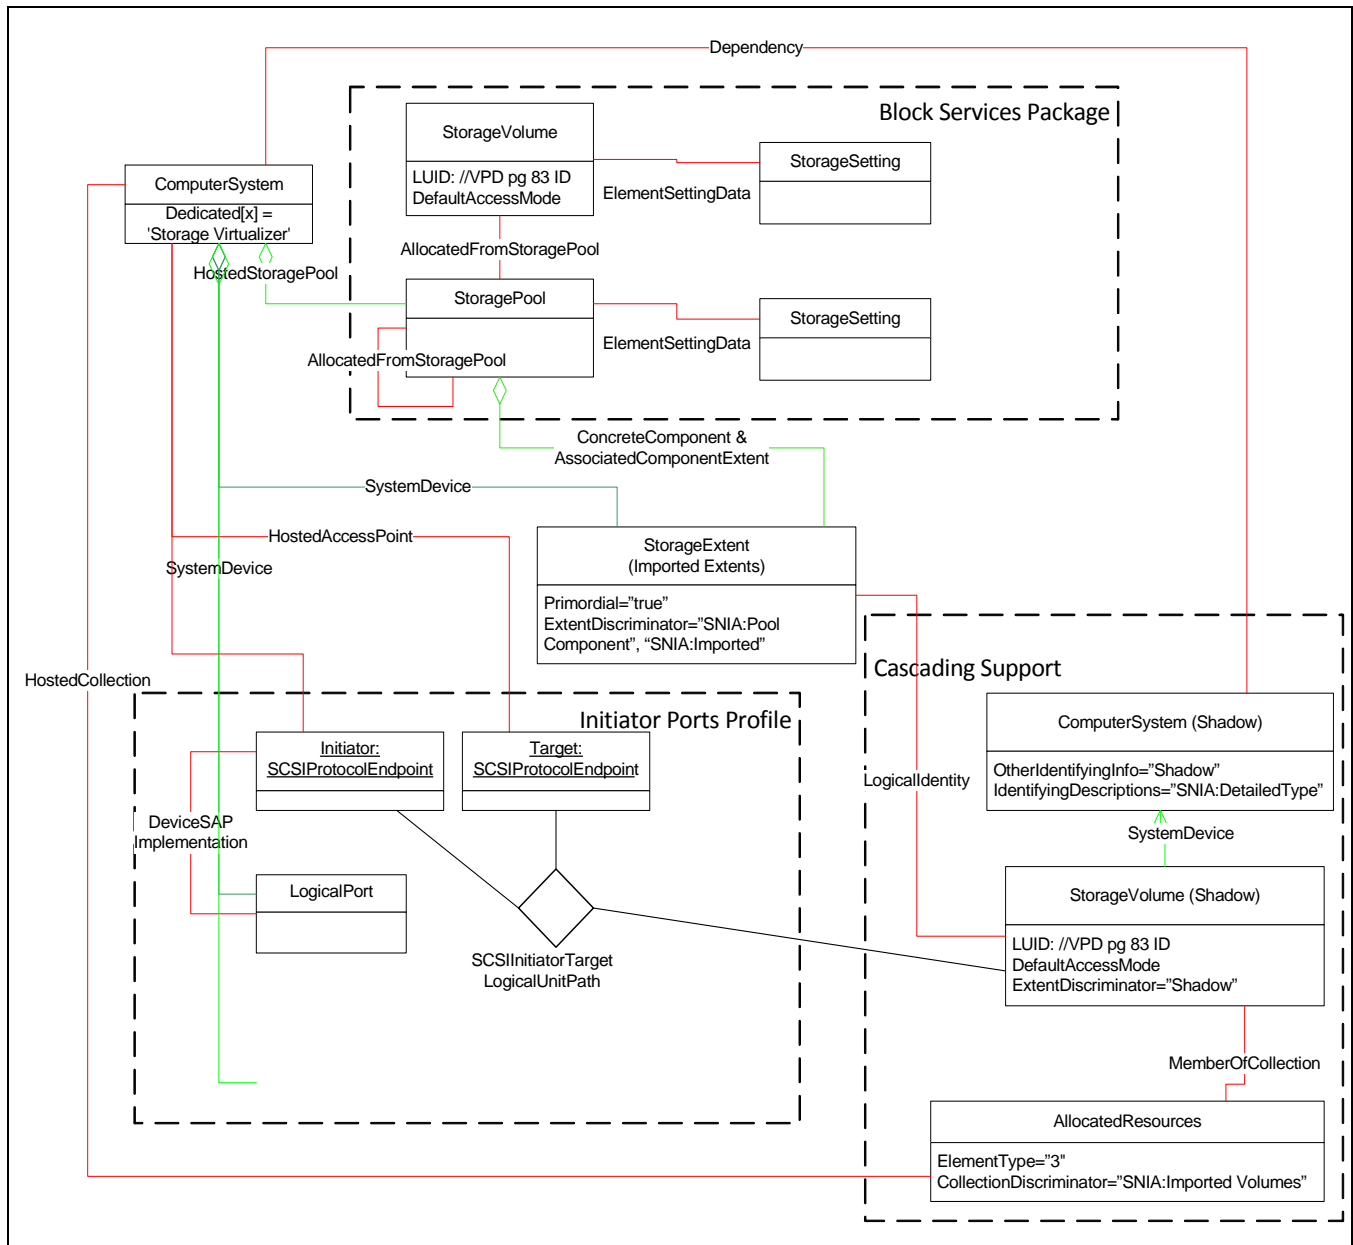 Dependency
Block Services Package
StorageVolume
LUID: //VPD pg 83 ID
DefaultAccessMode
StorageSetting
ElementSettingData
ComputerSystem
Dedicated[x] =
'Storage Virtualizer'
AllocatedFromStoragePool
HostedStoragePool
StoragePool
StorageSetting
ElementSettingData
AllocatedFromStoragePool
ConcreteComponent &
AssociatedComponentExtent
SystemDevice
HostedAccessPoint
StorageExtent
(Imported Extents)
Primordial=”true”
ExtentDiscriminator=”SNIA:Pool
Component”, “SNIA:Imported”
SystemDevice
HostedCollection
Cascading Support
Initiator Ports Profile
Initiator:
SCSIProtocolEndpoint
Target:
SCSIProtocolEndpoint
ComputerSystem (Shadow)
OtherIdentifyingInfo=”Shadow”
IdentifyingDescriptions=”SNIA:DetailedType”
LogicalIdentity
DeviceSAP
Implementation
SystemDevice
LogicalPort
StorageVolume (Shadow)
LUID: //VPD pg 83 ID
DefaultAccessMode
ExtentDiscriminator=”Shadow”
SCSIInitiatorTarget
LogicalUnitPath
MemberOfCollection
AllocatedResources
ElementType=”3"
CollectionDiscriminator=”SNIA:Imported Volumes”